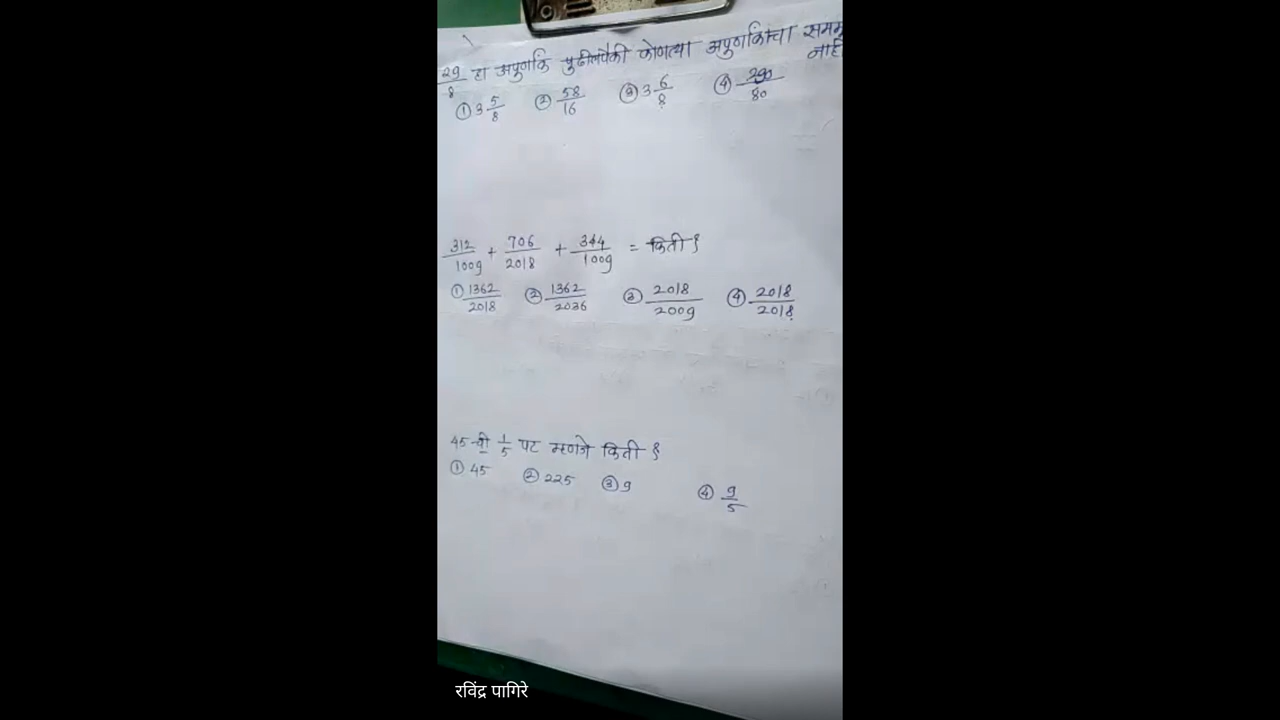 29/8 हा अपुर्णांक पुढीलपैकी कोणत्या अपुर्णांकाचा सममू
नाही
① 3 5/8 ② 58/16 ③ 3 6/8 ④ 290/80
312/1009 + 706/2018 + 344/1009 = किती ?
① 1362/2018 ② 1362/2036 ③ 2018/2009 ④ 2018/2018
45 ची 1/5 पट म्हणजे किती ?
① 45 ② 225 ③ 9 ④ 9/5
रविंद्र पागिरे